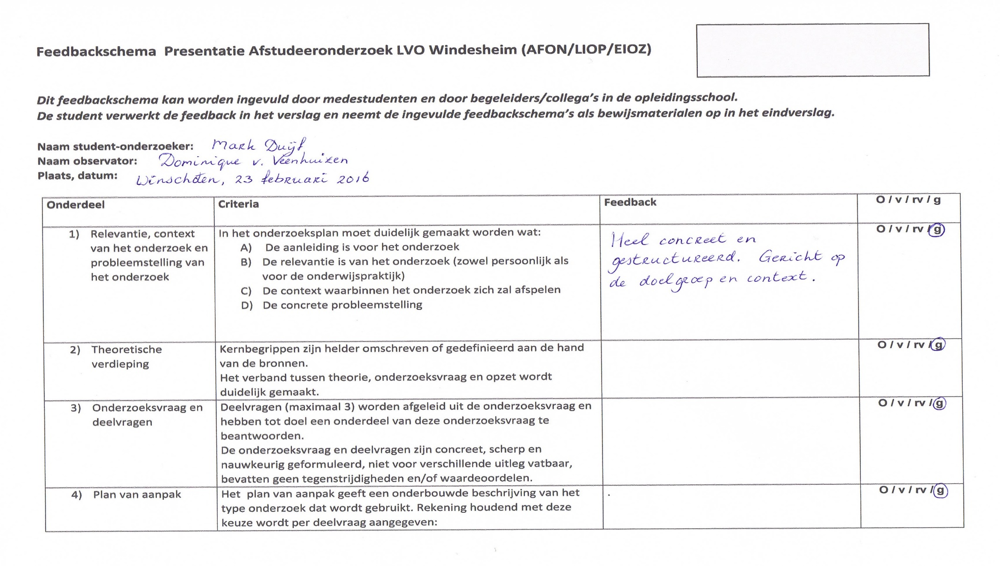 Feedbackschema Presentatie Afstudeeronderzoek LVO Windesheim (AFON/LIOP/EIOZ)
Dit feedbackschema kan worden ingevuld door medestudenten en door begeleiders/collega's in de opleidingsschool.
De student verwerkt de feedback in het verslag en neemt de ingevulde feedbackschema's als bewijsmaterialen op in het eindverslag.
Naam student-onderzoeker: Mark Duijf
Naam observator: Dominique v. Veenhuizen
Plaats, datum: Winschoten, 23 februari 2016
Onderdeel
Criteria
Feedback
O / v / rv / g
1) Relevantie, context
van het onderzoek en
probleemstelling van
het onderzoek
In het onderzoeksplan moet duidelijk gemaakt worden wat:
A) De aanleiding is voor het onderzoek
B) De relevantie is van het onderzoek (zowel persoonlijk als
voor de onderwijspraktijk)
C) De context waarbinnen het onderzoek zich zal afspelen
D) De concrete probleemstelling
Heel concreet en
gestructureerd. Gericht op
de doelgroep en context.
O / v / rv / g
2) Theoretische
verdieping
Kernbegrippen zijn helder omschreven of gedefinieerd aan de hand
van de bronnen.
Het verband tussen theorie, onderzoeksvraag en opzet wordt
duidelijk gemaakt.
O / v / rv / g
3) Onderzoeksvraag en
deelvragen
Deelvragen (maximaal 3) worden afgeleid uit de onderzoeksvraag en
hebben tot doel een onderdeel van deze onderzoeksvraag te
beantwoorden.
De onderzoeksvraag en deelvragen zijn concreet, scherp en
nauwkeurig geformuleerd, niet voor verschillende uitleg vatbaar,
bevatten geen tegenstrijdigheden en/of waardeoordelen.
O / v / rv / g
4) Plan van aanpak
Het plan van aanpak geeft een onderbouwde beschrijving van het
type onderzoek dat wordt gebruikt. Rekening houdend met deze
keuze wordt per deelvraag aangegeven:
O / v / rv / g